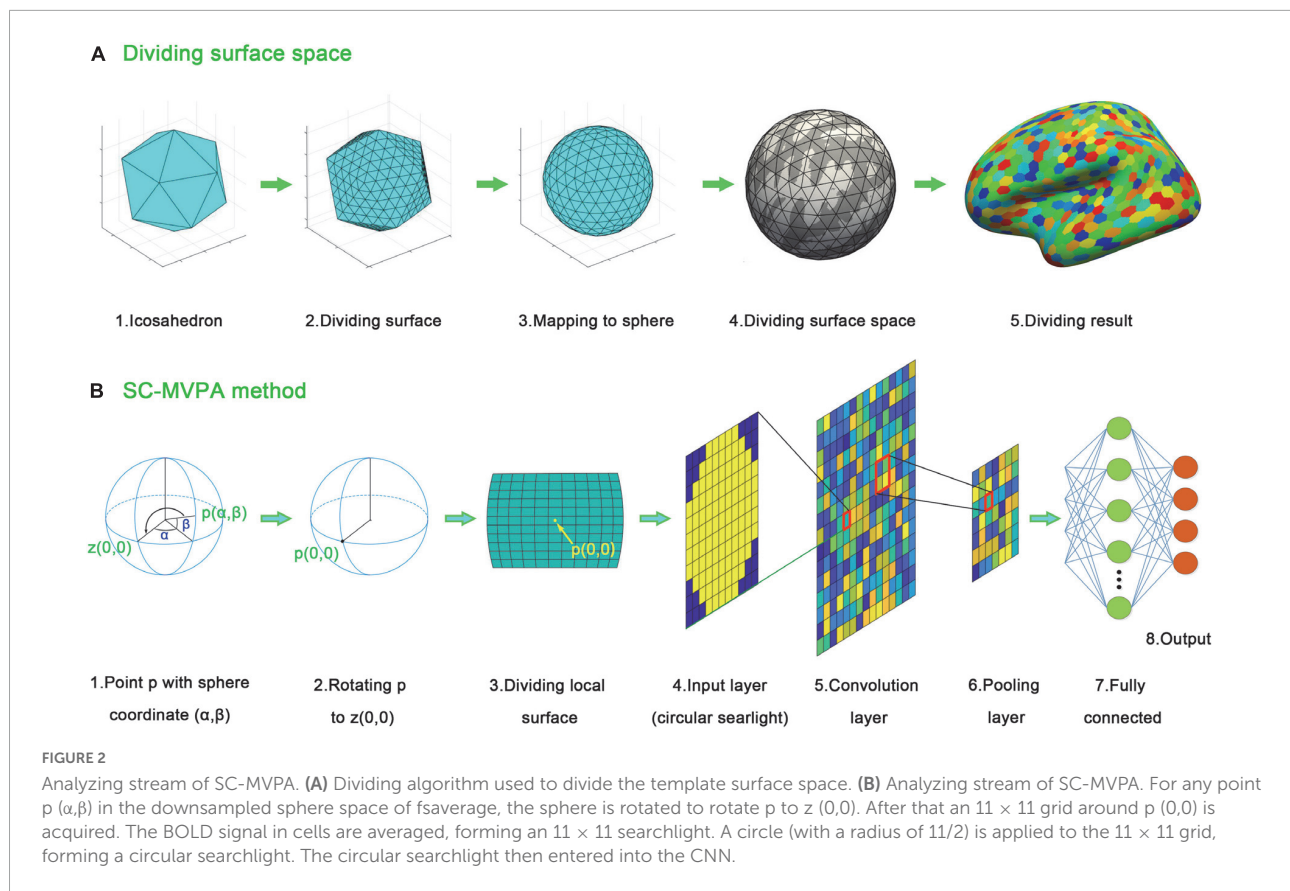 A Dividing surface space
1.Icosahedron
2.Dividing surface
3.Mapping to sphere
4.Dividing surface space
5.Dividing result
B SC-MVPA method
p(α,β)
β
α
z(0,0)
p(0,0)
p(0,0)
8.Output
1.Point p with sphere
coordinate (α,β)
2.Rotating p
to z(0,0)
3.Dividing local
surface
4.Input layer
(circular searlight)
5.Convolution
layer
6.Pooling
layer
7.Fully
connected
FIGURE 2
Analyzing stream of SC-MVPA. (A) Dividing algorithm used to divide the template surface space. (B) Analyzing stream of SC-MVPA. For any point
p (α,β) in the downsampled sphere space of fsaverage, the sphere is rotated to rotate p to z (0,0). After that an 11 × 11 grid around p (0,0) is
acquired. The BOLD signal in cells are averaged, forming an 11 × 11 searchlight. A circle (with a radius of 11/2) is applied to the 11 × 11 grid,
forming a circular searchlight. The circular searchlight then entered into the CNN.